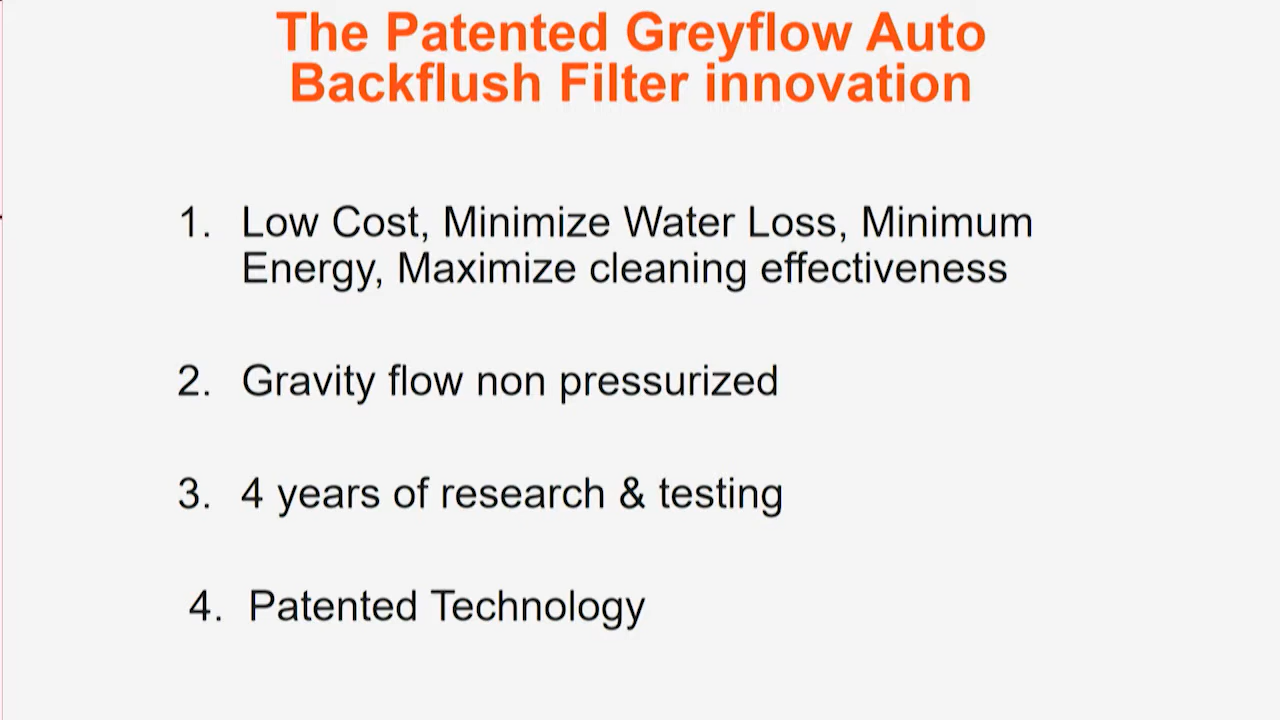 The Patented Greyflow Auto
Backflush Filter innovation
1. Low Cost, Minimize Water Loss, Minimum
Energy, Maximize cleaning effectiveness
2. Gravity flow non pressurized
3. 4 years of research & testing
4. Patented Technology